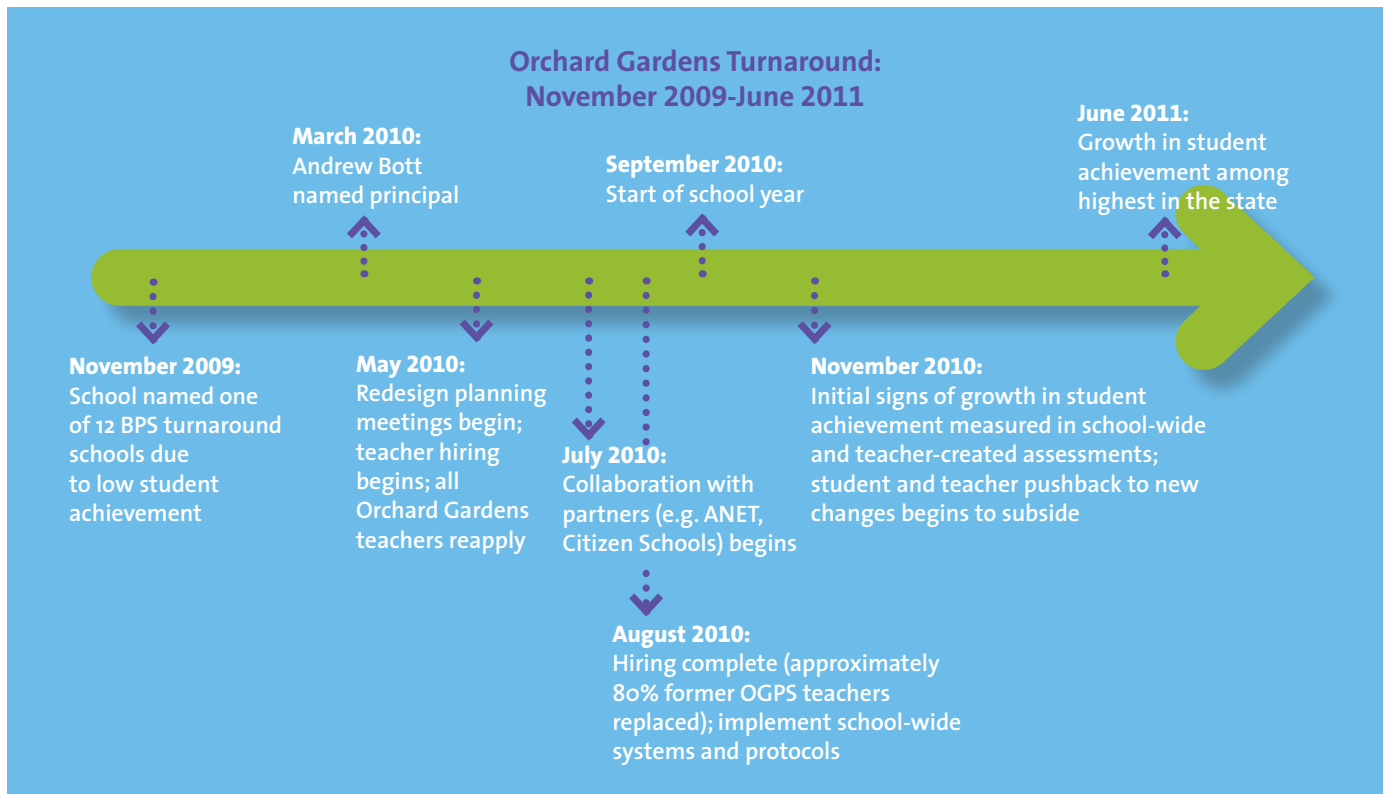 Orchard Gardens Turnaround:
November 2009-June 2011
November 2009:
School named one
of 12 BPS turnaround
schools due
to low student
achievement
March 2010:
Andrew Bott
named principal
May 2010:
Redesign planning
meetings begin;
teacher hiring
begins; all
Orchard Gardens
teachers reapply
July 2010:
Collaboration with
partners (e.g. ANET,
Citizen Schools) begins
August 2010:
Hiring complete (approximately
80% former OGPS teachers
replaced); implement school-wide
systems and protocols
September 2010:
Start of school year
November 2010:
Initial signs of growth in student
achievement measured in school-wide
and teacher-created assessments;
student and teacher pushback to new
changes begins to subside
June 2011:
Growth in student
achievement among
highest in the state